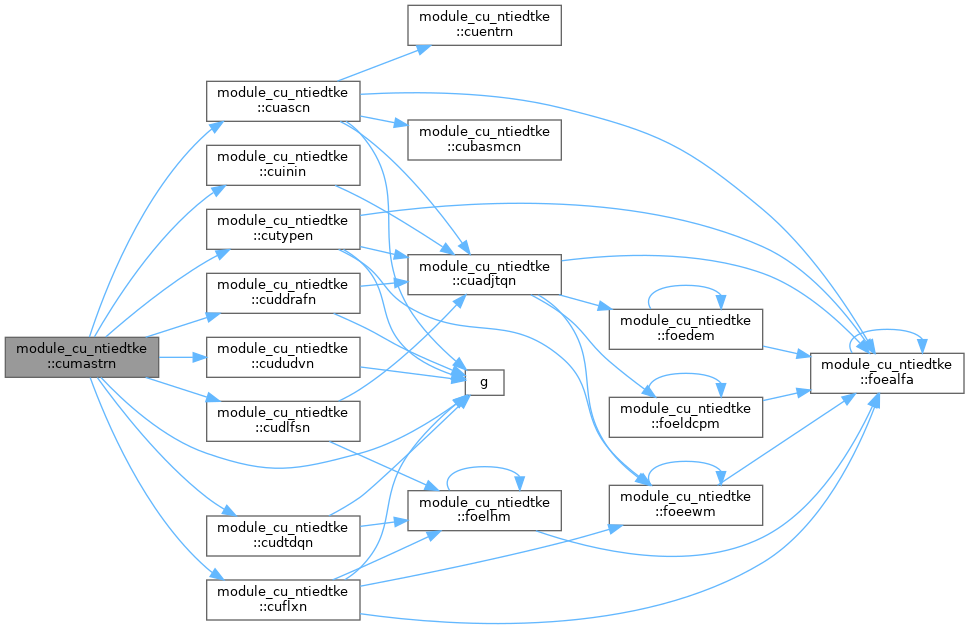 module_cu_ntiedtke
::cumastrn
module_cu_ntiedtke
::cuascn
module_cu_ntiedtke
::cuinin
module_cu_ntiedtke
::cutypen
module_cu_ntiedtke
::cuddrafn
module_cu_ntiedtke
::cududvn
module_cu_ntiedtke
::cudlfsn
module_cu_ntiedtke
::cudtdqn
module_cu_ntiedtke
::cuflxn
module_cu_ntiedtke
::cuentrn
module_cu_ntiedtke
::cubasmcn
module_cu_ntiedtke
::cuadjtqn
g
module_cu_ntiedtke
::foelhm
module_cu_ntiedtke
::foedem
module_cu_ntiedtke
::foeldcpm
module_cu_ntiedtke
::foeewm
module_cu_ntiedtke
::foealfa